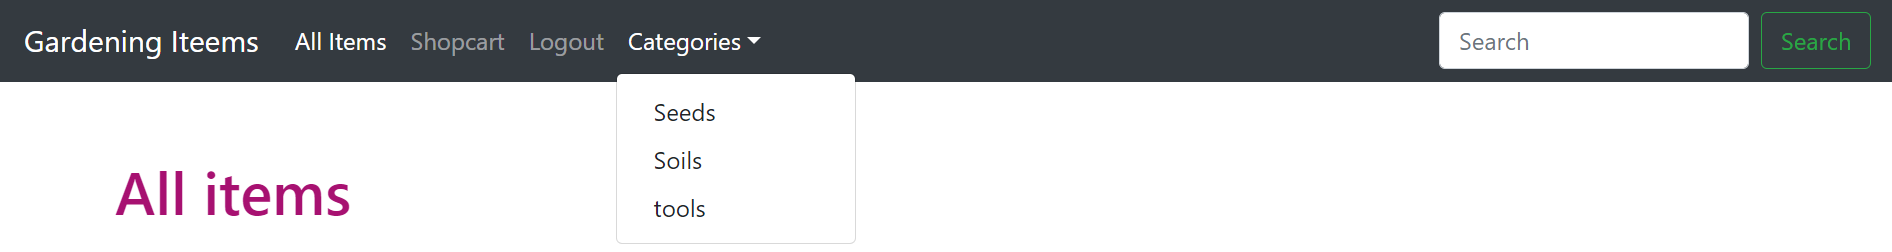 Gardening Iteems All Items Shopcart Logout Categories Search Search
Seeds
Soils
tools
All items